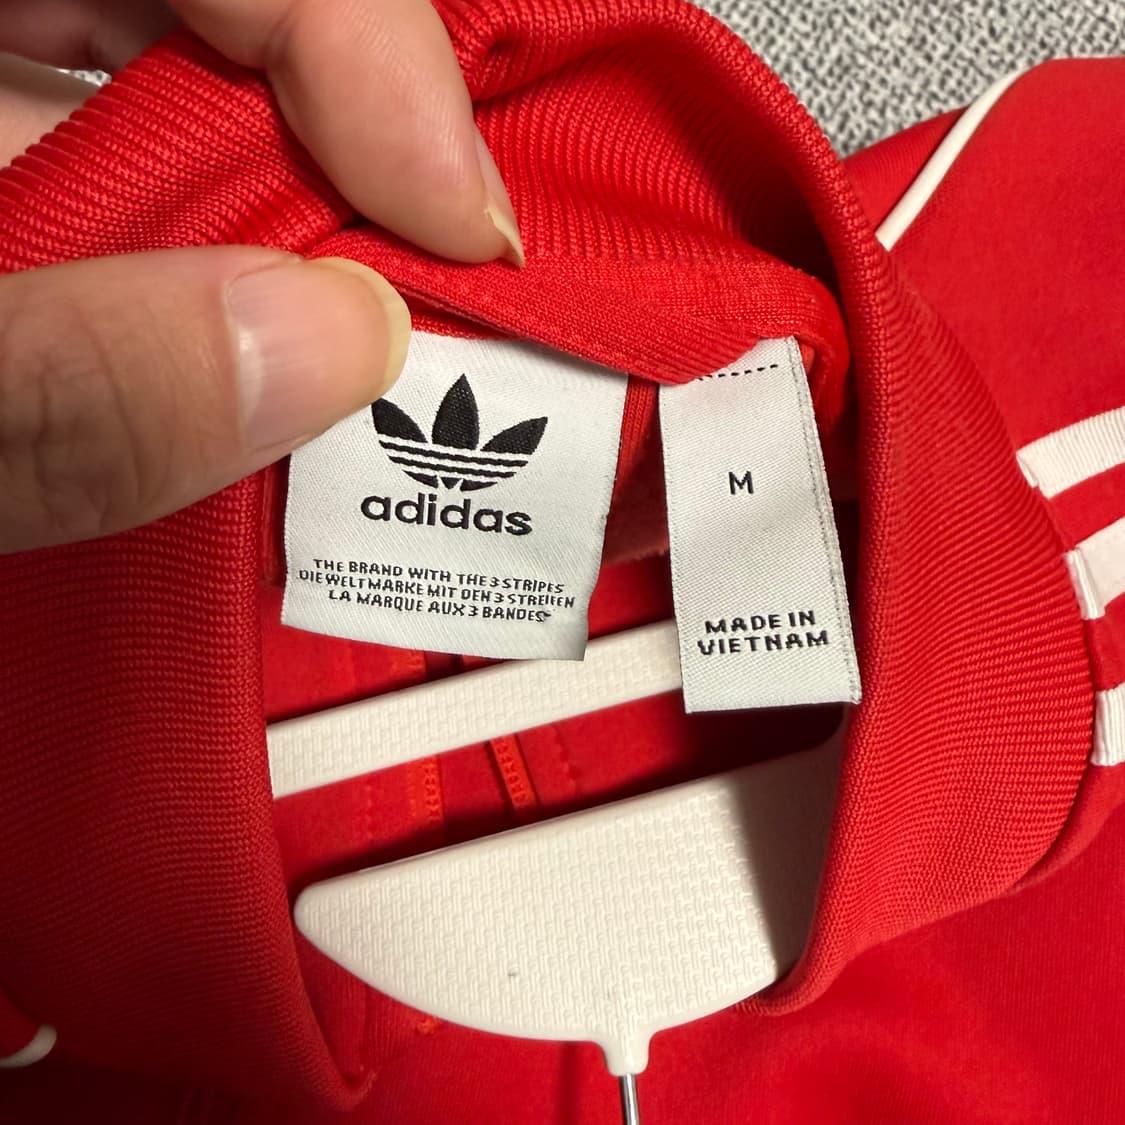 adidas
THE BRAND WITH THE 3 STRIPES
DIE WELTMARKE MIT DEN 3 STREIFEN
LA MARQUE AUX 3 BANDES
M
MADE IN
VIETNAM